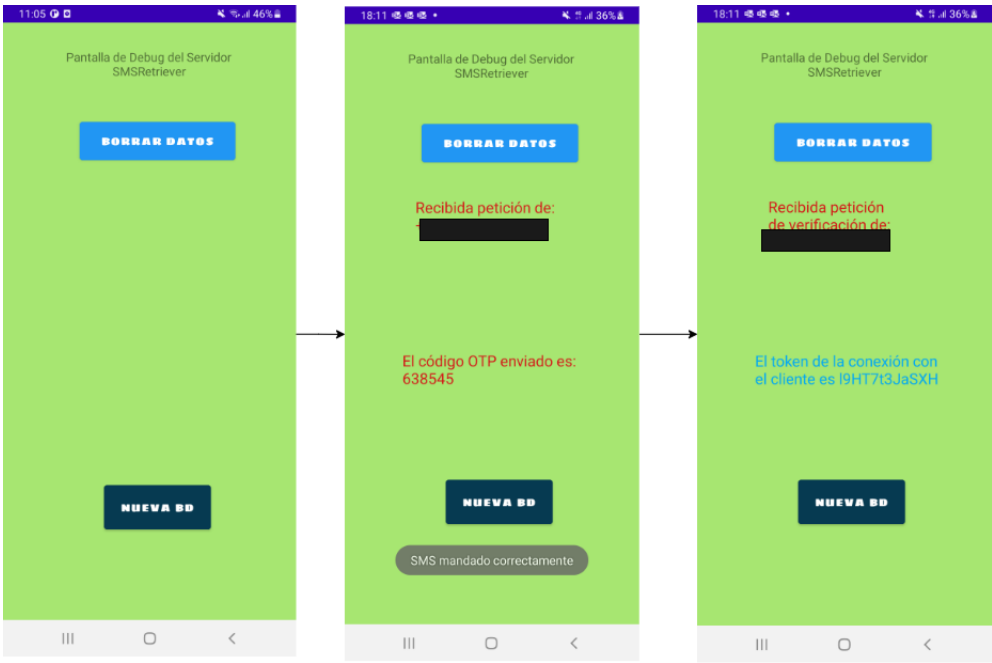 11:05
46%
Pantalla de Debug del Servidor
SMSRetriever
BORRAR DATOS
NUEVA BD
18:11
36%
Pantalla de Debug del Servidor
SMSRetriever
BORRAR DATOS
Recibida petición de:
El código OTP enviado es:
638545
NUEVA BD
SMS mandado correctamente
18:11
36%
Pantalla de Debug del Servidor
SMSRetriever
BORRAR DATOS
Recibida petición
de verificación de:
El token de la conexión con
el cliente es l9HT7t3JaSXH
NUEVA BD